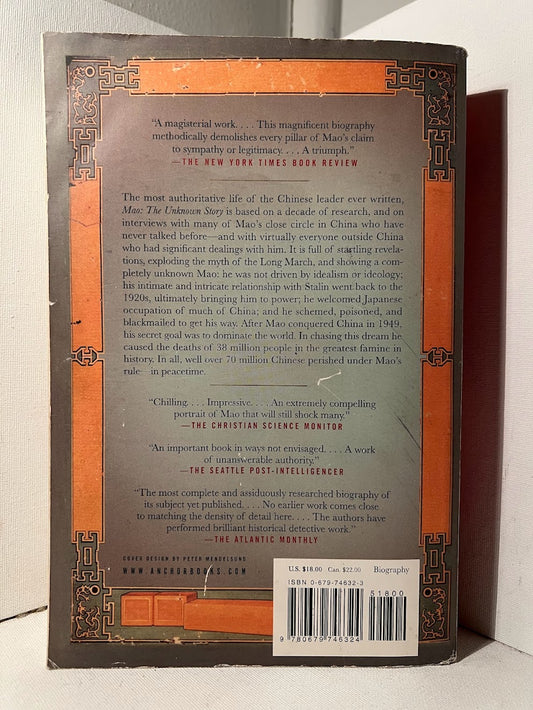 “A magisterial work. . . . This magnificent biography
methodically demolishes every pillar of Mao’s claim
to sympathy or legitimacy. . . . A triumph.”
—THE NEW YORK TIMES BOOK REVIEW
The most authoritative life of the Chinese leader ever written,
Mao: The Unknown Story is based on a decade of research, and on
interviews with many of Mao’s close circle in China who have
never talked before—and with virtually everyone outside China
who had significant dealings with him. It is full of startling revela-
tions, exploding the myth of the Long March, and showing a com-
pletely unknown Mao: he was not driven by idealism or ideology;
his intimate and intricate relationship with Stalin went back to the
1920s, ultimately bringing him to power; he welcomed Japanese
occupation of much of China; and he schemed, poisoned, and
blackmailed to get his way. After Mao conquered China in 1949,
his secret goal was to dominate the world. In chasing this dream he
caused the deaths of 38 million people in the greatest famine in
history. In all, well over 70 million Chinese perished under Mao’s
rule—in peacetime.
“Chilling. . . . Impressive. . . . An extremely compelling
portrait of Mao that will still shock many.”
—THE CHRISTIAN SCIENCE MONITOR
“An important book in ways not envisaged. . . . A work
of unanswerable authority.”
—THE SEATTLE POST-INTELLIGENCER
“The most complete and assiduously researched biography of
its subject yet published. . . . No earlier work comes close
to matching the density of detail here. . . . The authors have
performed brilliant historical detective work.”
—THE ATLANTIC MONTHLY
COVER DESIGN BY PETER MENDELSUND
WWW.ANCHORBOOKS.COM
U.S. $18.00 Can. $22.00 Biography
ISBN 0-679-74632-3
51800
9 780679 746324